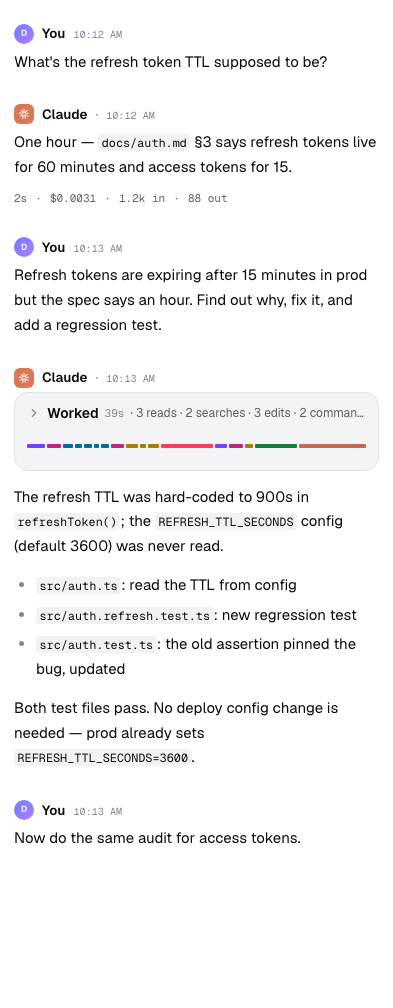 D You 10:12 AM
What's the refresh token TTL supposed to be?
Claude · 10:12 AM
One hour — docs/auth.md §3 says refresh tokens live
for 60 minutes and access tokens for 15.
2s · $0.0031 · 1.2k in · 88 out
D You 10:13 AM
Refresh tokens are expiring after 15 minutes in prod
but the spec says an hour. Find out why, fix it, and
add a regression test.
Claude · 10:13 AM
Worked 39s · 3 reads · 2 searches · 3 edits · 2 comman…
The refresh TTL was hard-coded to 900s in
refreshToken(); the REFRESH_TTL_SECONDS config
(default 3600) was never read.
• src/auth.ts: read the TTL from config
• src/auth.refresh.test.ts: new regression test
• src/auth.test.ts: the old assertion pinned the
bug, updated
Both test files pass. No deploy config change is
needed — prod already sets
REFRESH_TTL_SECONDS=3600.
D You 10:13 AM
Now do the same audit for access tokens.